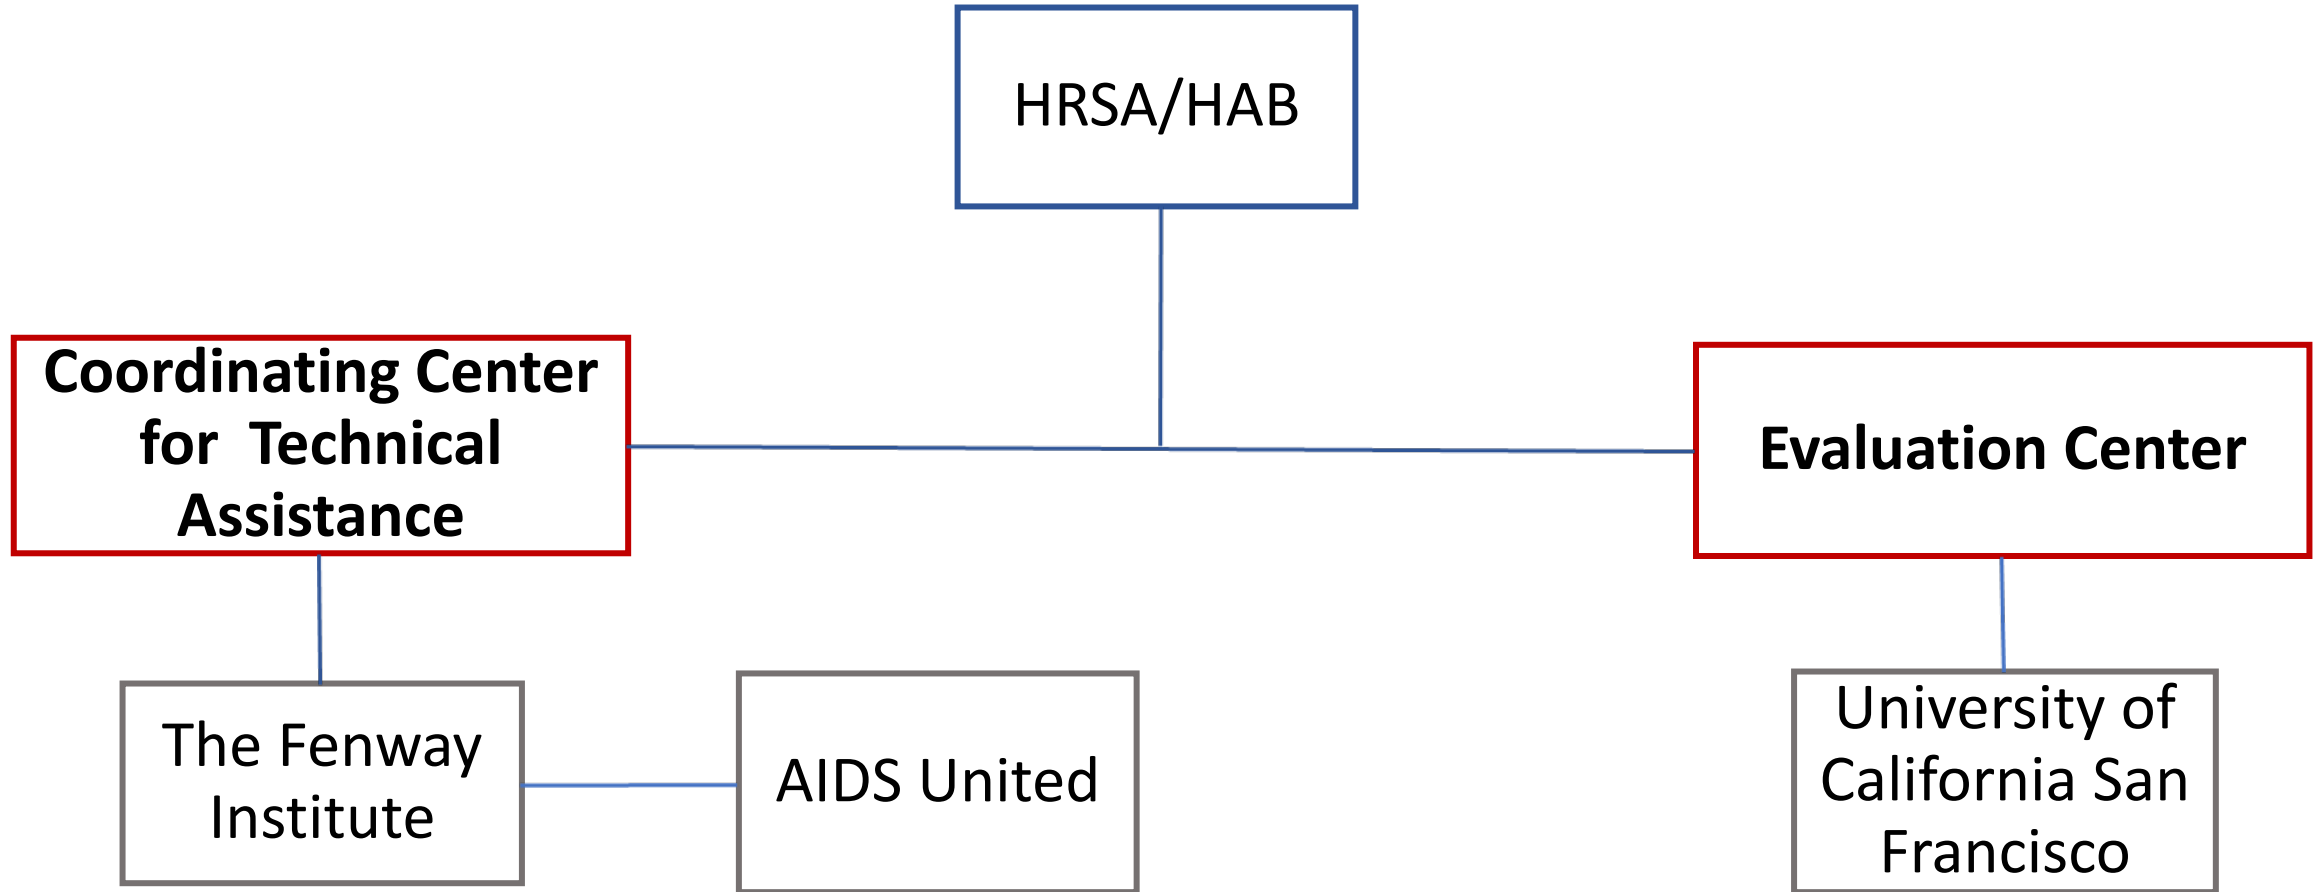 HRSA/HAB
Coordinating Center
for Technical
Assistance
Evaluation Center
The Fenway
Institute
AIDS United
University of
California San
Francisco